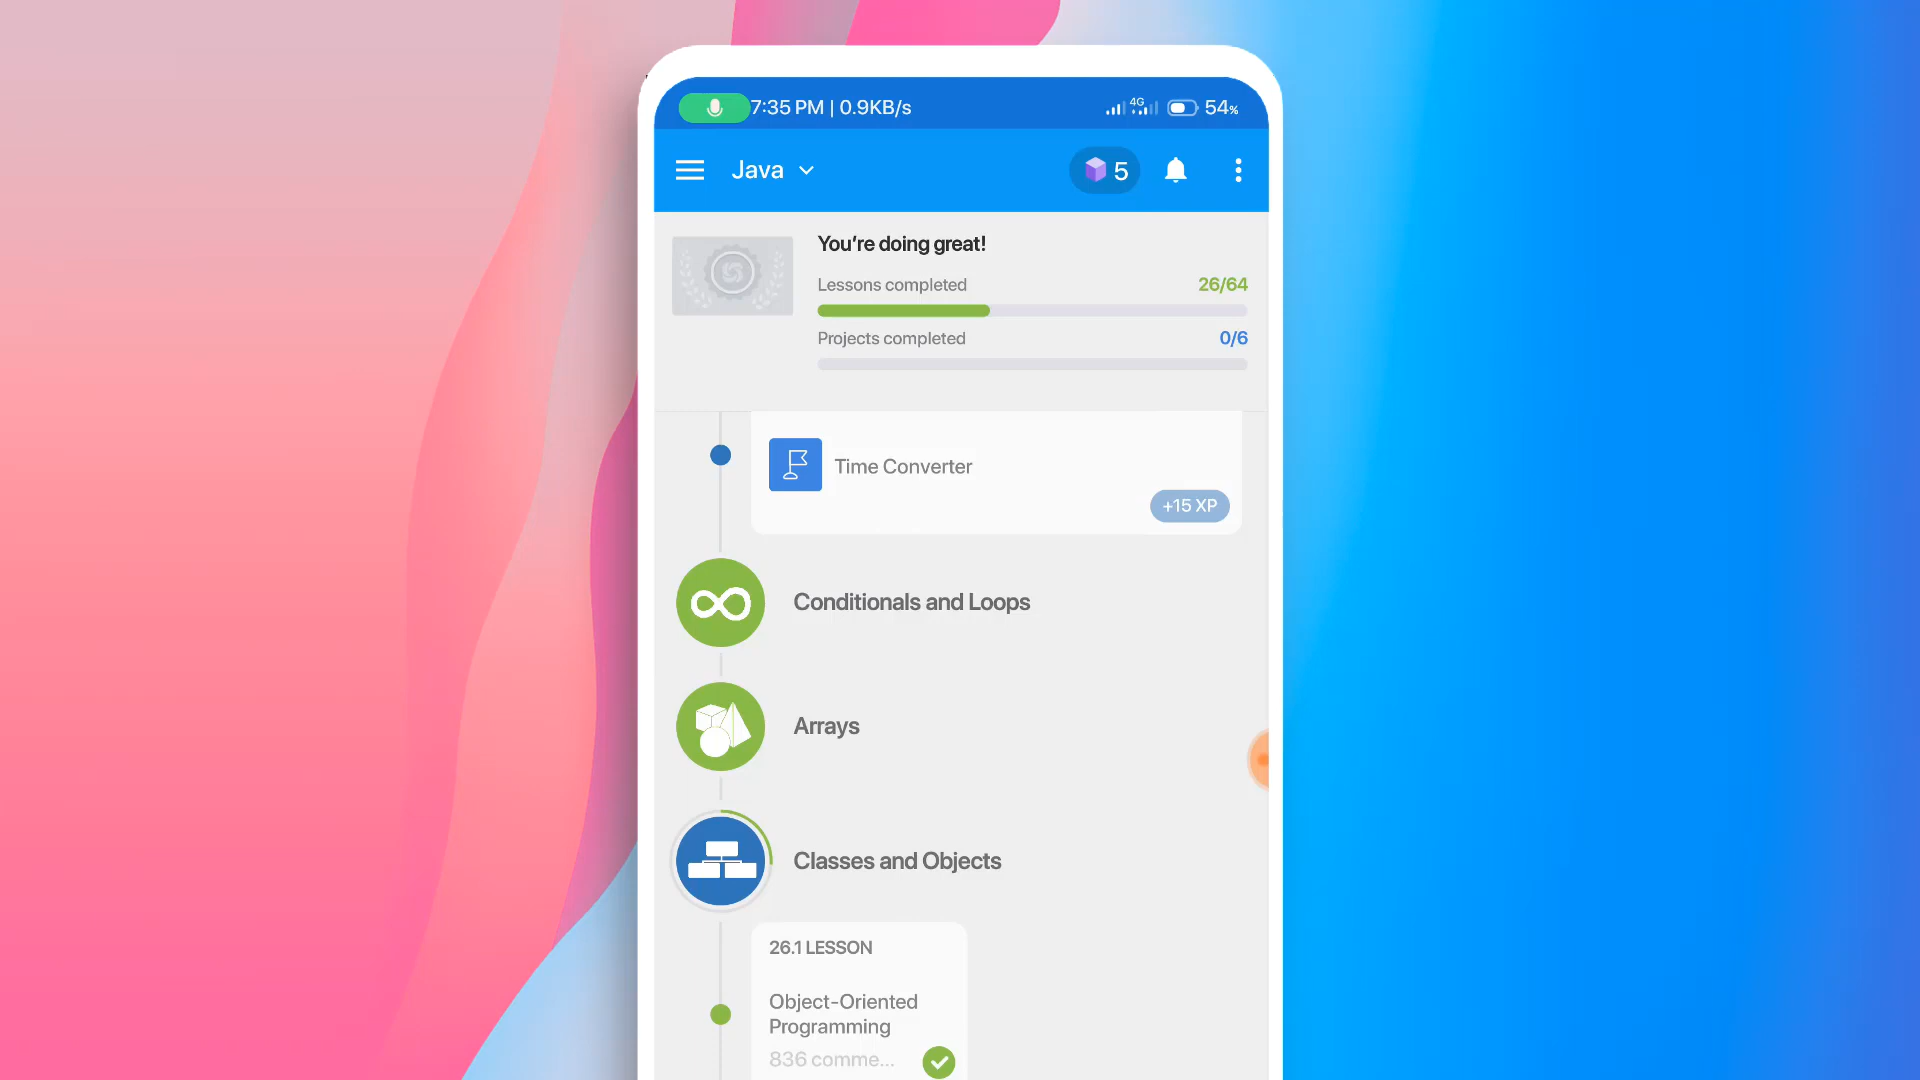 7:35 PM | 0.9KB/s 4G 54%
Java 5
You're doing great!
Lessons completed 26/64
Projects completed 0/6
Time Converter
+15 XP
Conditionals and Loops
Arrays
Classes and Objects
26.1 LESSON
Object-Oriented
Programming
836 comme...